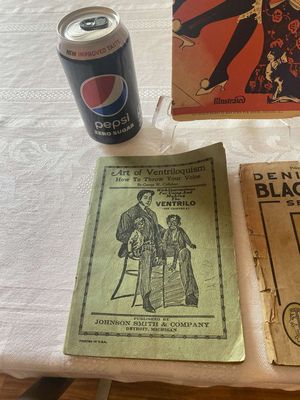 NEW IMPROVED TASTE
pepsi
ZERO SUGAR
Illustrated
Art of Ventriloquism
How To Throw Your Voice
VENTRILO
PUBLISHED BY
JOHNSON SMITH & COMPANY
DETROIT, MICHIGAN
PRINTED IN U.S.A.
DENI
BLAC